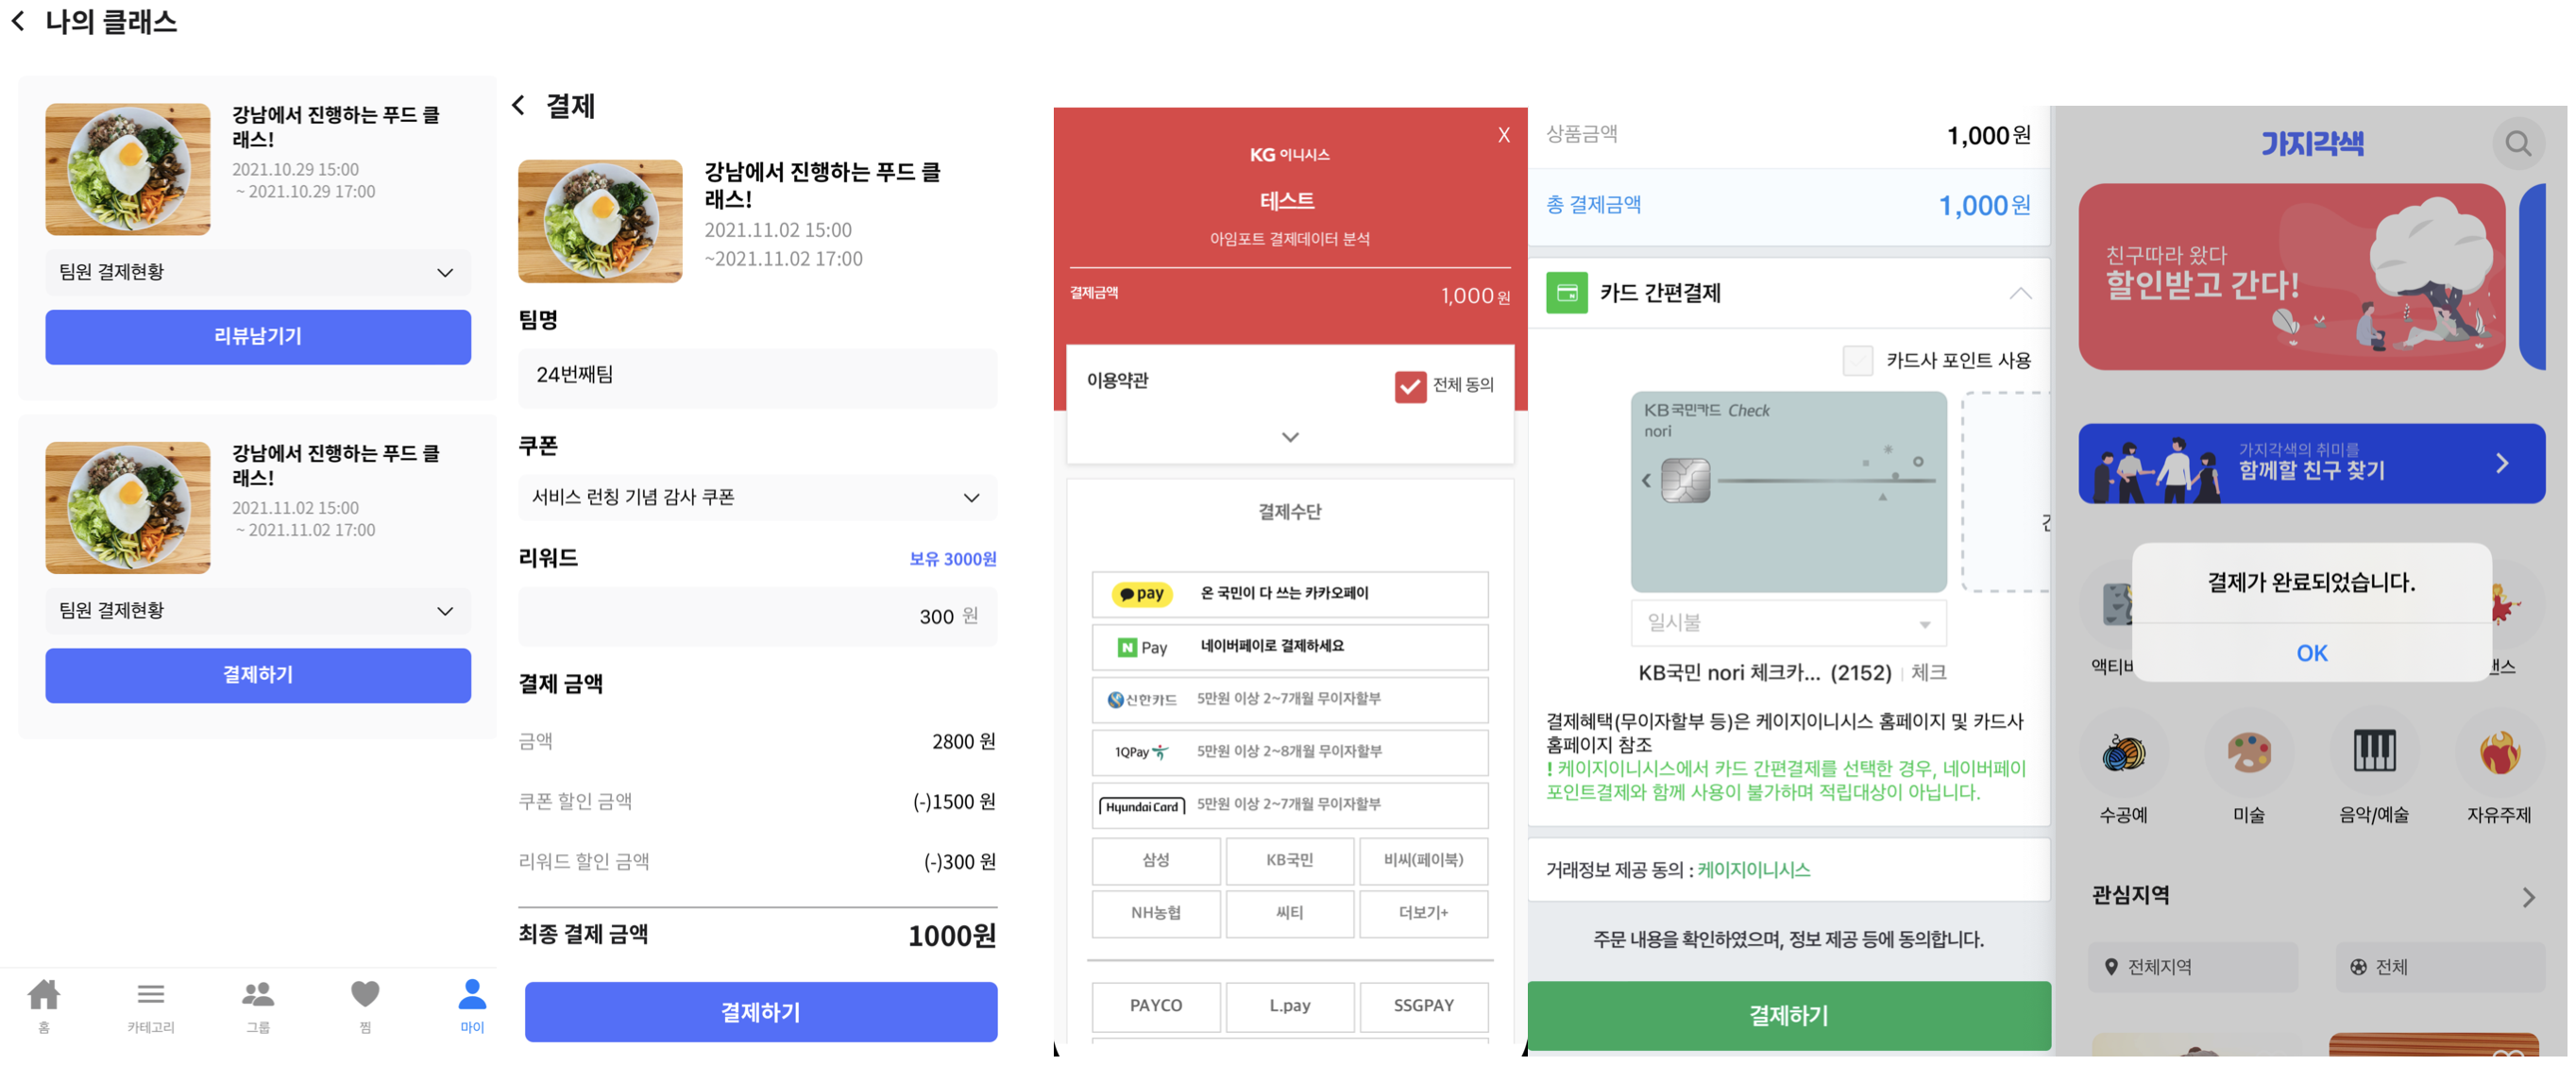 나의 클래스
강남에서 진행하는 푸드 클
래스!
2021.10.29 15:00
~ 2021.10.29 17:00
팀원 결제현황
리뷰남기기
강남에서 진행하는 푸드 클
래스!
2021.11.02 15:00
~ 2021.11.02 17:00
팀원 결제현황
결제하기
홈
카테고리
그룹
찜
마이
결제
강남에서 진행하는 푸드 클
래스!
2021.11.02 15:00
~2021.11.02 17:00
팀명
24번째팀
쿠폰
서비스 런칭 기념 감사 쿠폰
리워드
보유 3000원
300 원
결제 금액
금액
2800 원
쿠폰 할인 금액
(-)1500 원
리워드 할인 금액
(-)300 원
최종 결제 금액
1000원
결제하기
X
KG 이니시스
테스트
아임포트 결제데이터 분석
결제금액
1,000 원
이용약관
전체 동의
결제수단
pay 온 국민이 다 쓰는 카카오페이
N Pay 네이버페이로 결제하세요
신한카드 5만원 이상 2~7개월 무이자할부
1QPay 5만원 이상 2~8개월 무이자할부
Hyundai Card 5만원 이상 2~7개월 무이자할부
삼성
KB국민
비씨(페이북)
NH농협
씨티
더보기+
PAYCO
L.pay
SSGPAY
상품금액
1,000원
총 결제금액
1,000원
카드 간편결제
카드사 포인트 사용
KB국민카드 Check
nori
일시불
KB국민 nori 체크카... (2152) | 체크
결제혜택(무이자할부 등)은 케이지이니시스 홈페이지 및 카드사
홈페이지 참조
! 케이지이니시스에서 카드 간편결제를 선택한 경우, 네이버페이
포인트결제와 함께 사용이 불가하며 적립대상이 아닙니다.
거래정보 제공 동의 : 케이지이니시스
주문 내용을 확인하였으며, 정보 제공 등에 동의합니다.
결제하기
가지각색
친구따라 왔다
할인받고 간다!
가지각색의 취미를
함께할 친구 찾기
결제가 완료되었습니다.
OK
수공예
미술
음악/예술
자유주제
관심지역
전체지역
전체